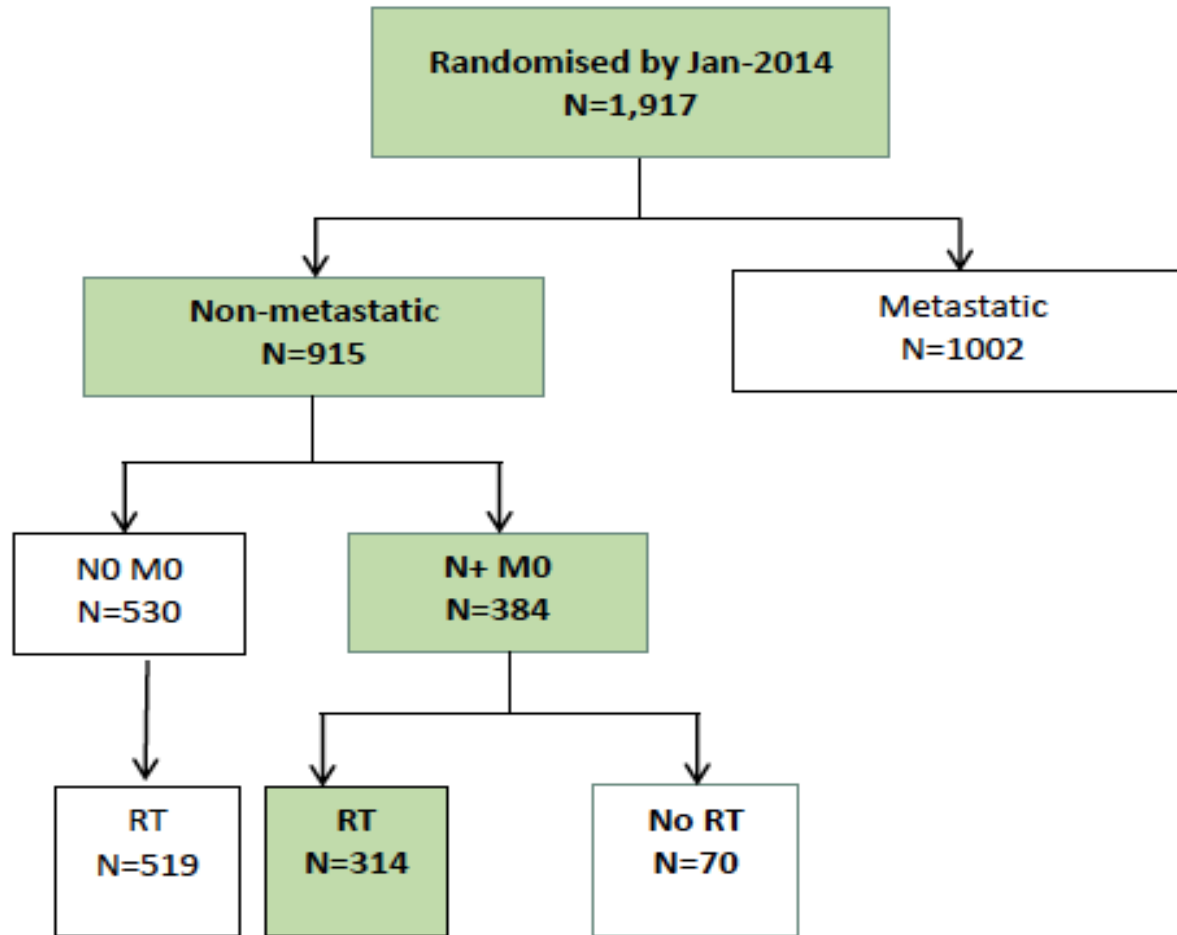 Randomised by Jan-2014
N=1,917
Non-metastatic
N=915
Metastatic
N=1002
N0 M0
N=530
N+ M0
N=384
RT
N=519
RT
N=314
No RT
N=70